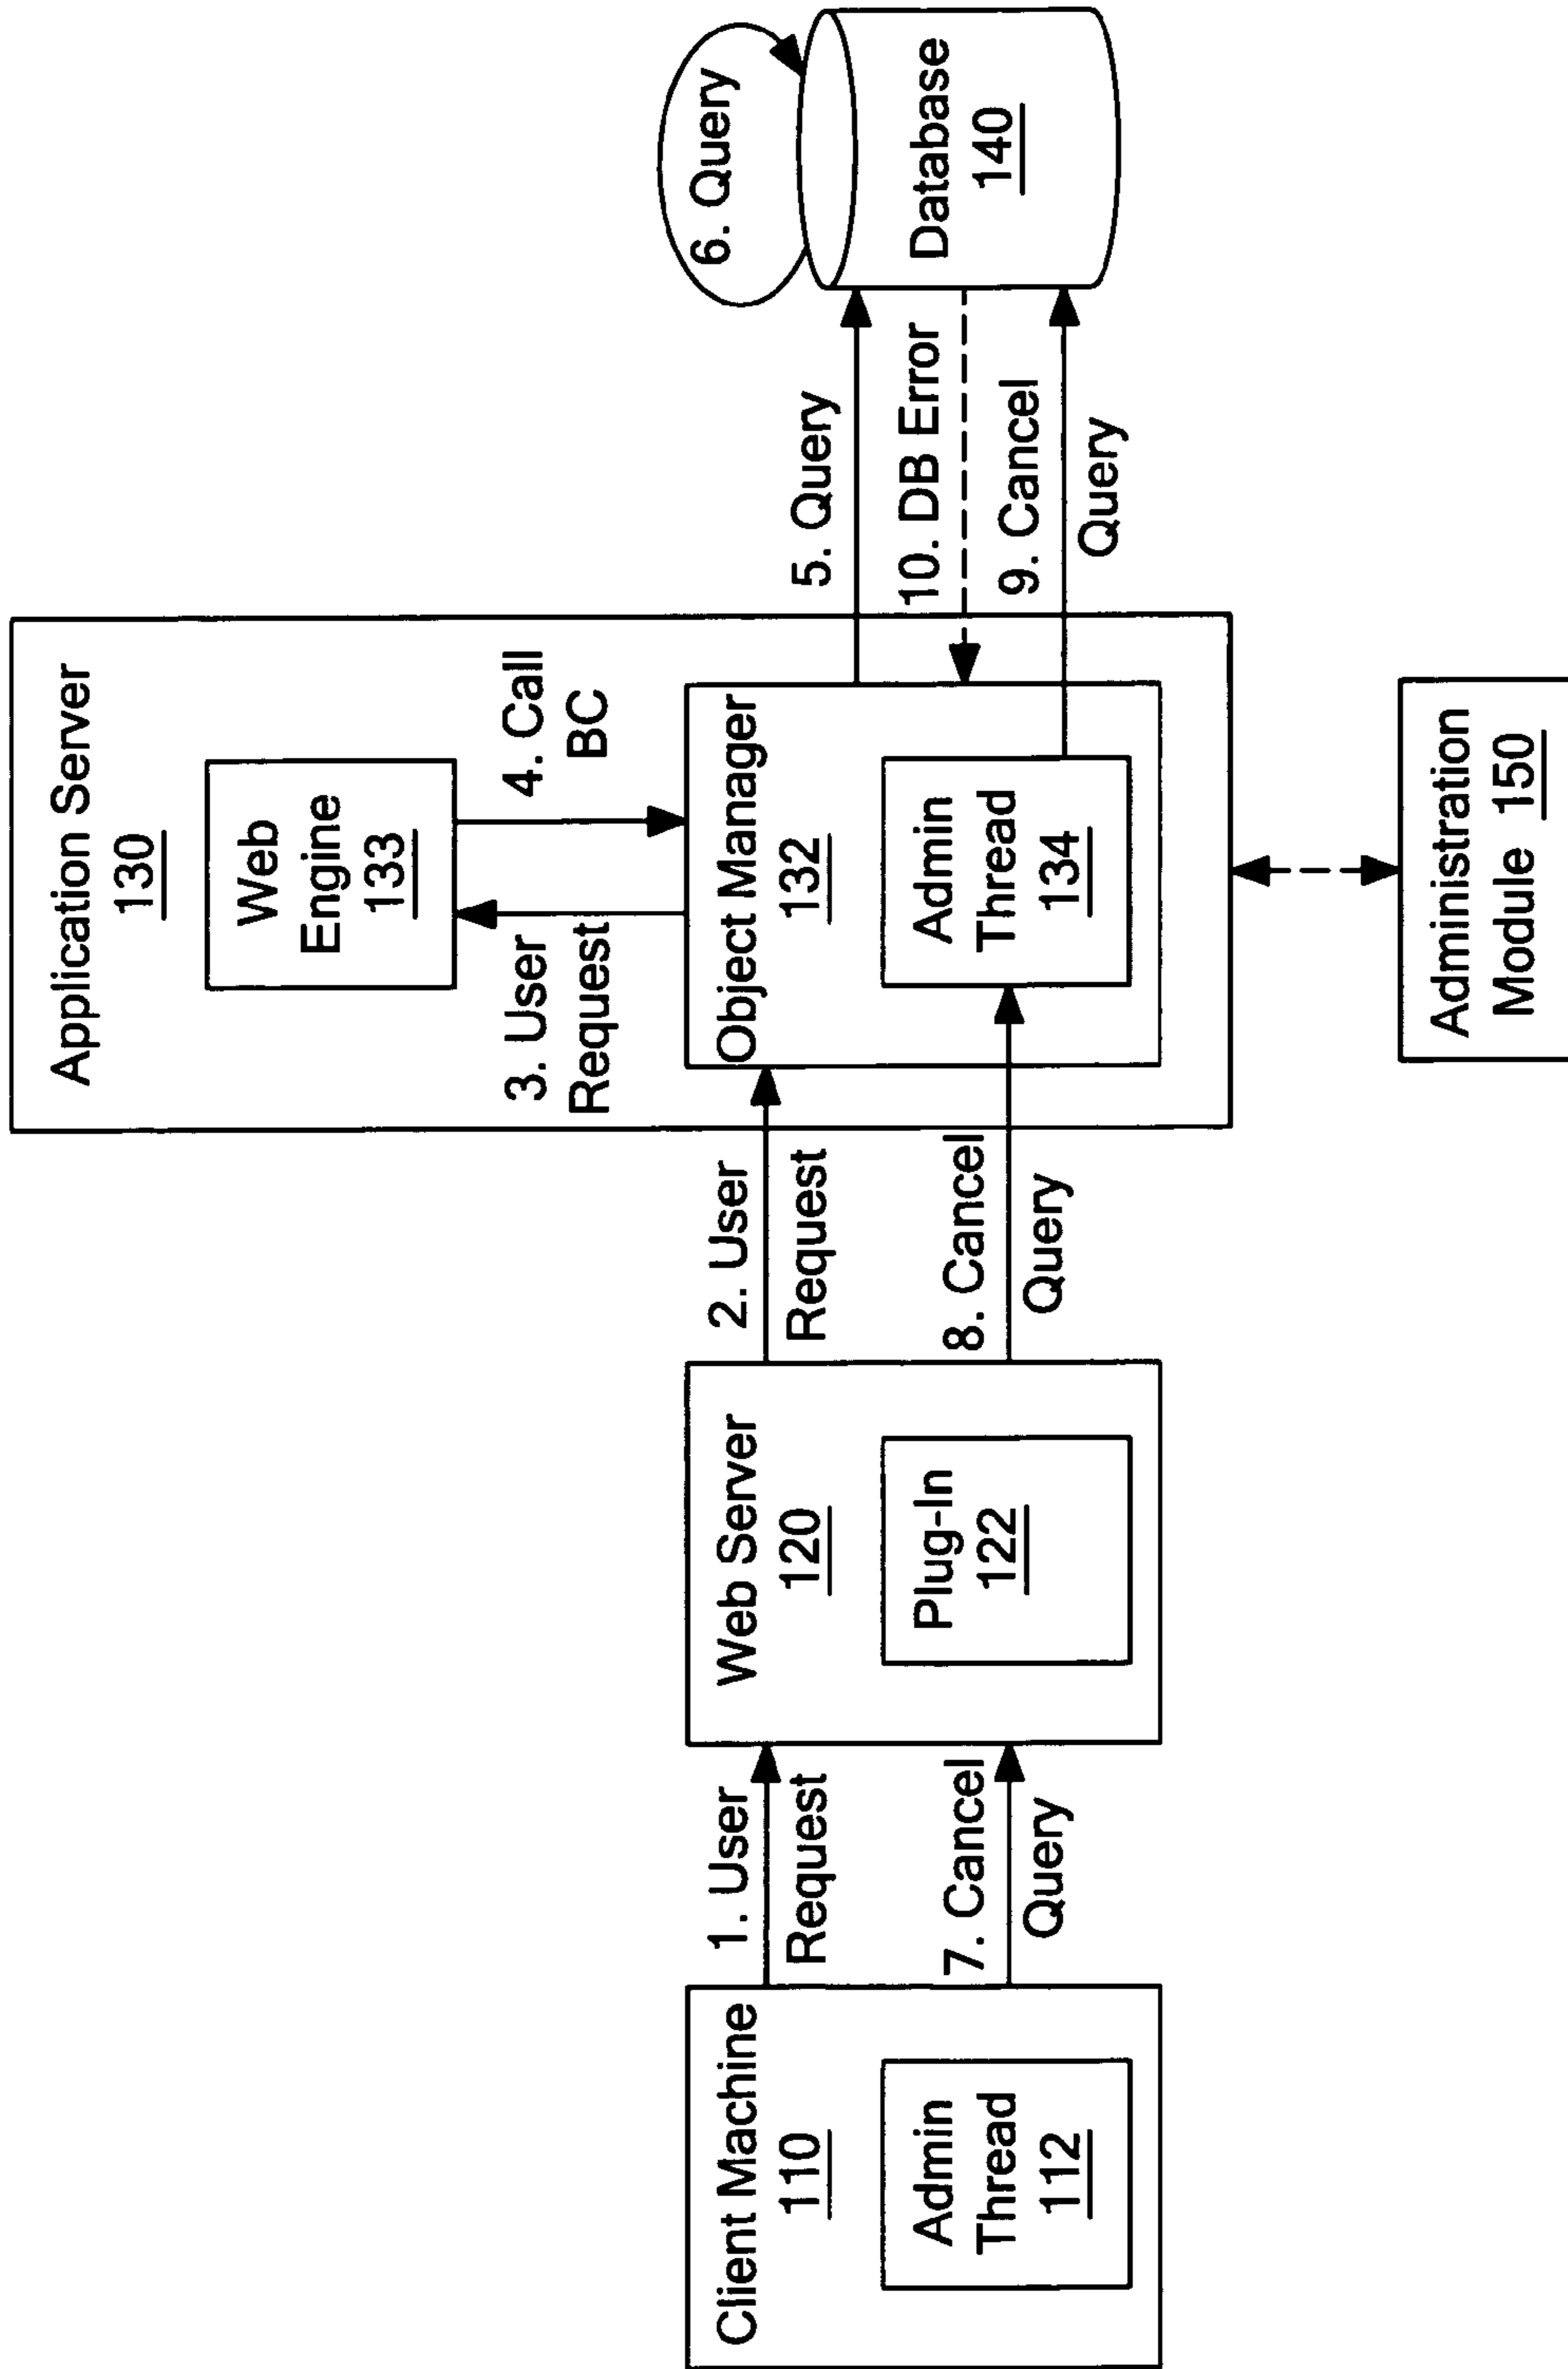 Application Server
130
Web
Engine
133
3. User
Request
4. Call
BC
Client Machine
110
Admin
Thread
112
1. User
Request
7. Cancel
Query
Web Server
120
Plug-In
122
2. User
Request
8. Cancel
Query
Object Manager
132
Admin
Thread
134
5. Query
10. DB Error
9. Cancel
Query
6. Query
Database
140
Administration
Module 150